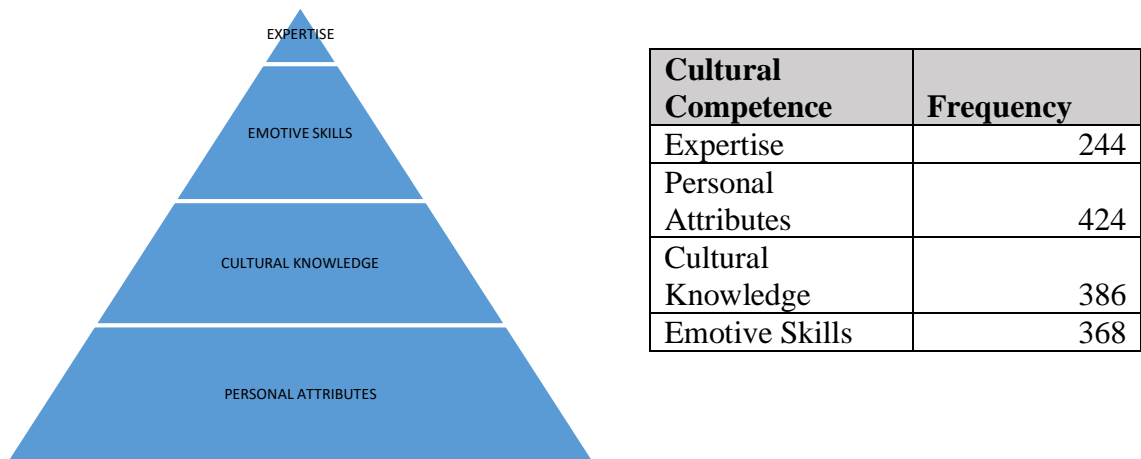 EXPERTISE
EMOTIVE SKILLS
CULTURAL KNOWLEDGE
PERSONAL ATTRIBUTES
Cultural
Competence Frequency
Expertise 244
Personal
Attributes 424
Cultural
Knowledge 386
Emotive Skills 368